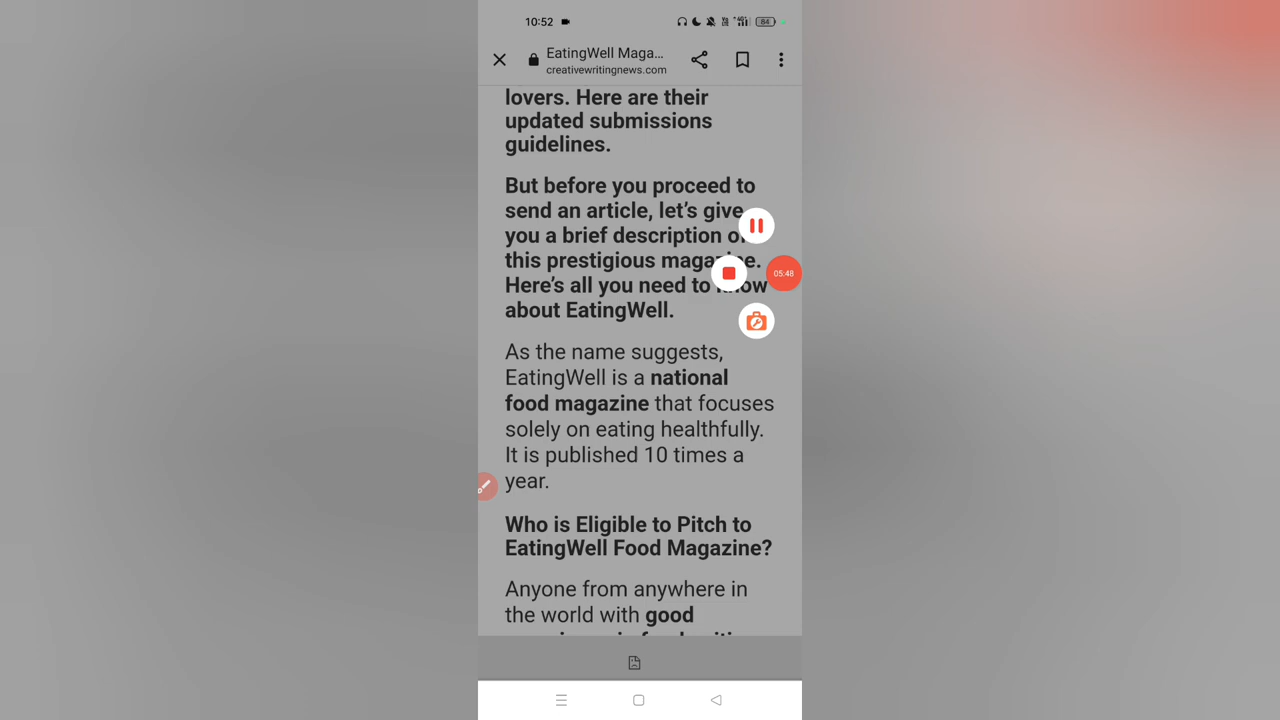 10:52
84
EatingWell Maga...
creativewritingnews.com
lovers. Here are their
updated submissions
guidelines.
But before you proceed to
send an article, let's give
you a brief description
this prestigious magazine.
Here's all you need to know
about EatingWell.
05:48
As the name suggests,
EatingWell is a national
food magazine that focuses
solely on eating healthfully.
It is published 10 times a
year.
Who is Eligible to Pitch to
EatingWell Food Magazine?
Anyone from anywhere in
the world with good